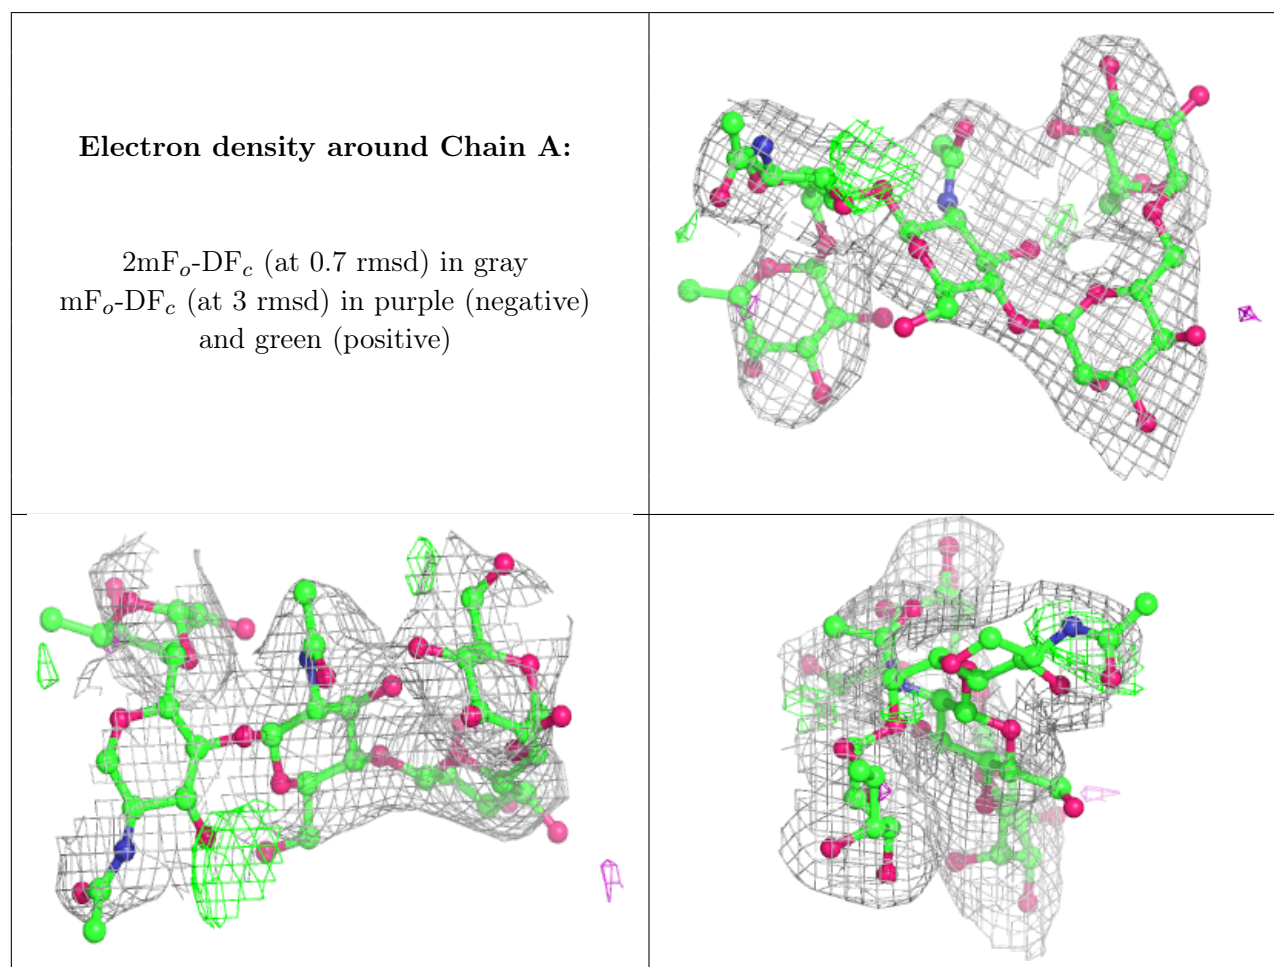 Electron density around Chain A:
2mFo-DFc (at 0.7 rmsd) in gray
mFo-DFc (at 3 rmsd) in purple (negative)
and green (positive)